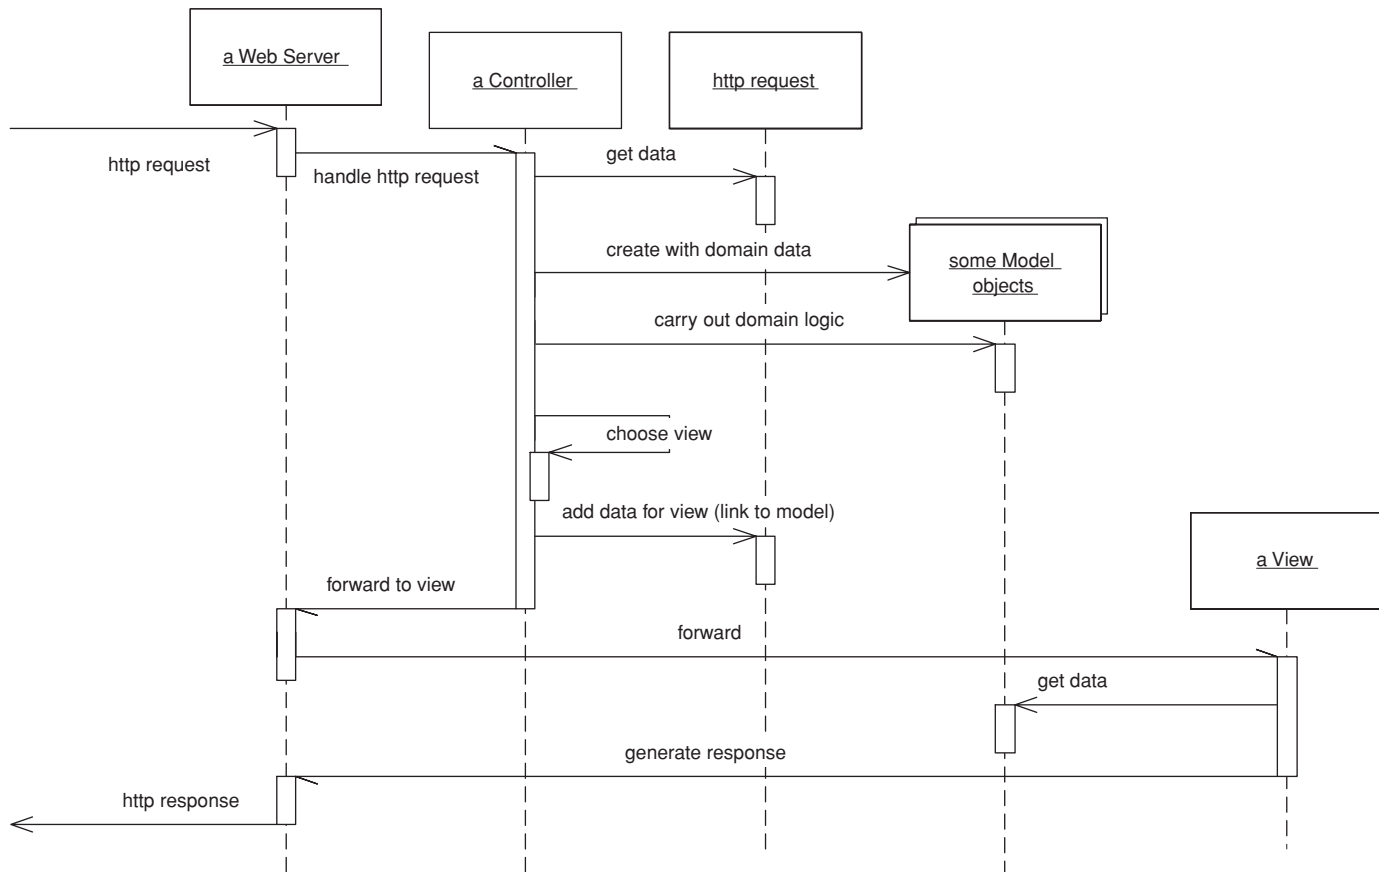 a Web Server
a Controller
http request
http request
handle http request
get data
create with domain data
some Model
objects
carry out domain logic
choose view
add data for view (link to model)
a View
forward to view
forward
get data
generate response
http response